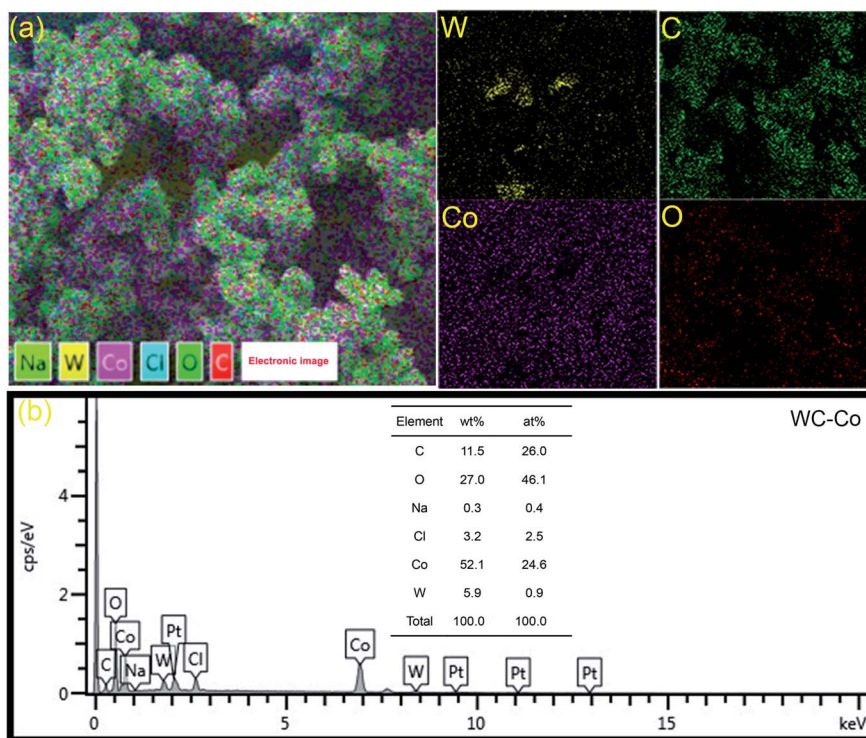 (a)
W
C
Co
O
Na W Co Cl O C Electronic image
(b)
WC-Co
Element wt% at%
C 11.5 26.0
O 27.0 46.1
Na 0.3 0.4
Cl 3.2 2.5
Co 52.1 24.6
W 5.9 0.9
Total 100.0 100.0
cps/eV
4
2
0
O
Co
C
Na
W
Pt
Cl
Co
W
Pt
Pt
Pt
0 5 10 15 keV